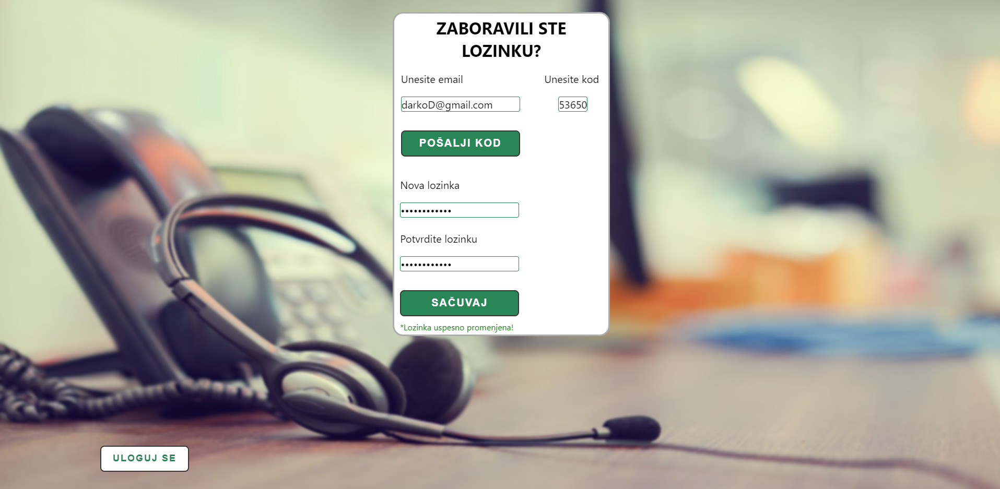 ZABORAVILI STE
LOZINKU?
Unesite email
Unesite kod
darkoD@gmail.com
53650
POŠALJI KOD
Nova lozinka
••••••••••••
Potvrdite lozinku
••••••••••••
SAČUVAJ
*Lozinka uspesno promenjena!
ULOGUJ SE